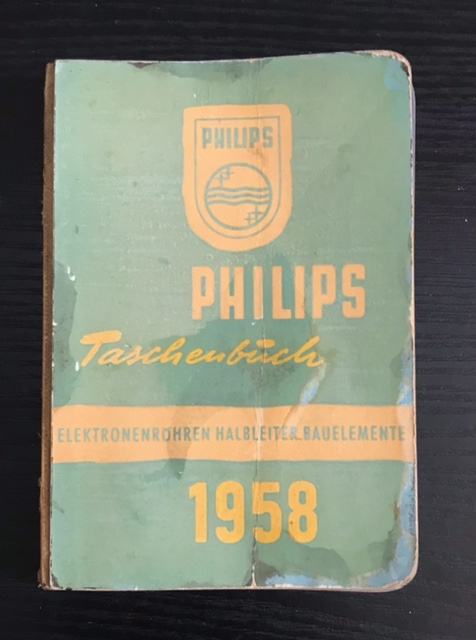 PHILIPS
PHILIPS
Taschenbuch
ELEKTRONENRÖHREN HALBLEITER BAUELEMENTE
1958